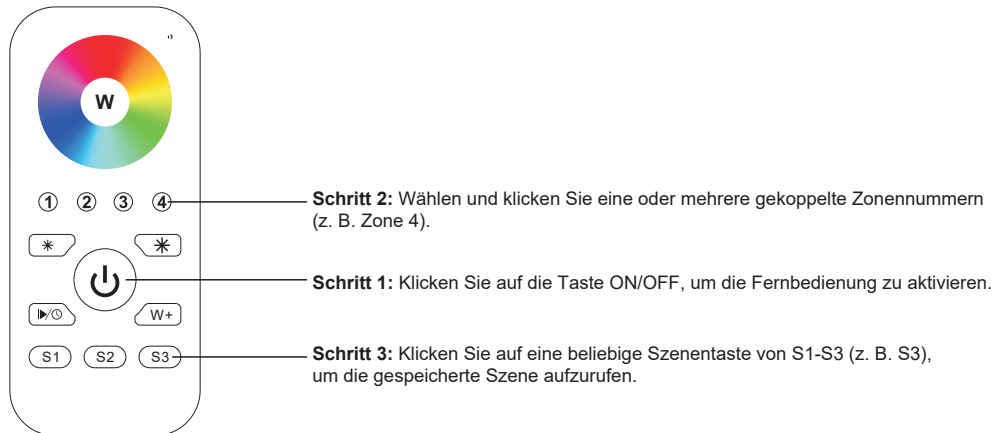 W
1 2 3 4
Schritt 2: Wählen und klicken Sie eine oder mehrere gekoppelte Zonennummern
(z. B. Zone 4).
Schritt 1: Klicken Sie auf die Taste ON/OFF, um die Fernbedienung zu aktivieren.
W+
S1 S2 S3
Schritt 3: Klicken Sie auf eine beliebige Szenentaste von S1-S3 (z. B. S3),
um die gespeicherte Szene aufzurufen.